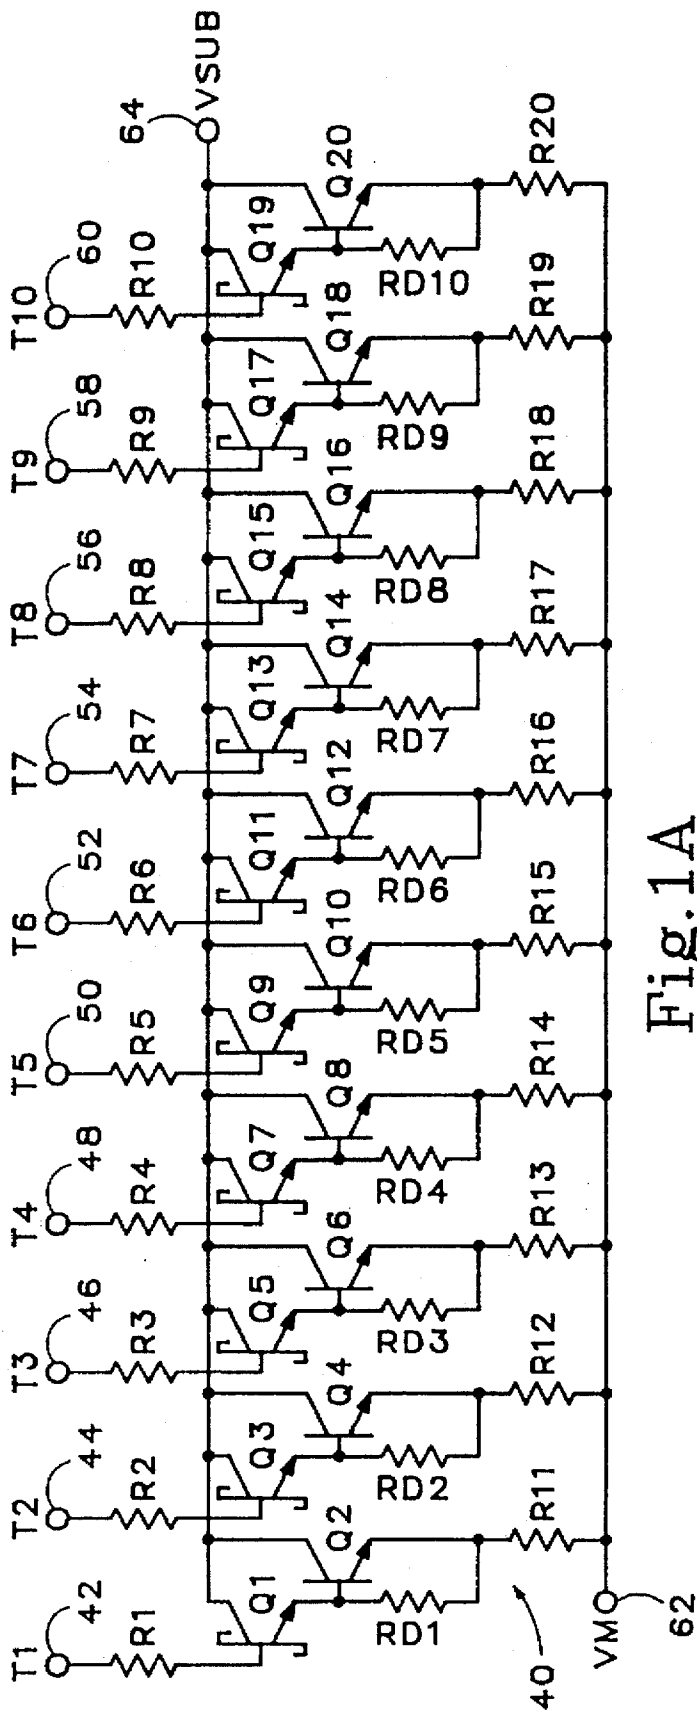 T1 T2 T3 T4 T5 T6 T7 T8 T9 T10
42 44 46 48 50 52 54 56 58 60
R1 R2 R3 R4 R5 R6 R7 R8 R9 R10
64
VSUB
Q1 Q3 Q5 Q7 Q9 Q11 Q13 Q15 Q17 Q19
Q2 Q4 Q6 Q8 Q10 Q12 Q14 Q16 Q18 Q20
RD1 RD2 RD3 RD4 RD5 RD6 RD7 RD8 RD9 RD10
R11 R12 R13 R14 R15 R16 R17 R18 R19 R20
40
VM
62
Fig.1A